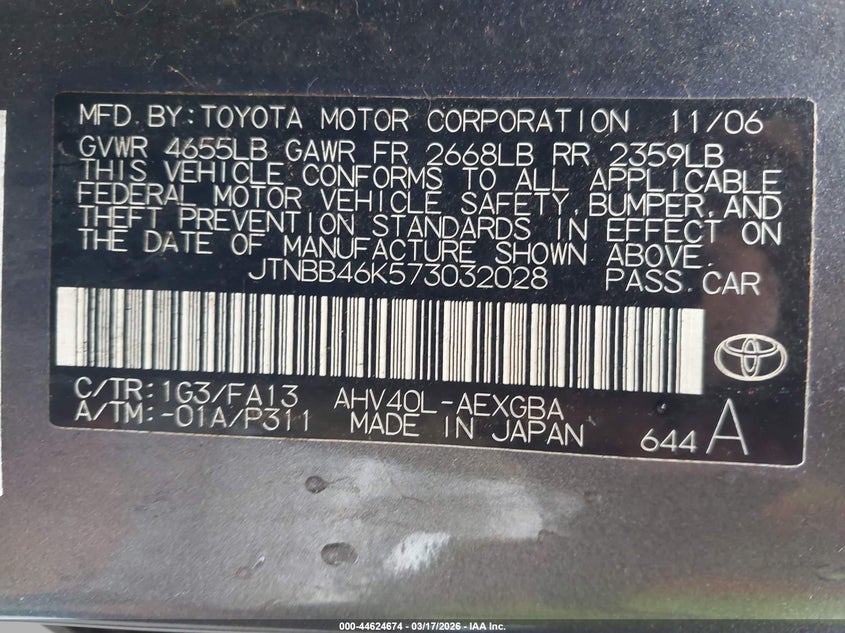 MFD BY: TOYOTA MOTOR CORPORATION 11/06
GVWR 4655LB GAWR FR 2668LB RR 2359LB
THIS VEHICLE CONFORMS TO ALL APPLICABLE
FEDERAL MOTOR VEHICLE SAFETY, BUMPER, AND
THEFT PREVENTION STANDARDS IN EFFECT ON
THE DATE OF MANUFACTURE SHOWN ABOVE.
JTNBB46K573032028 PASS.CAR
C/TR: 1G3/FA13 AHV40L-AEXGBA
A/TM: -01A/P311 MADE IN JAPAN 644 A
000-44624674 - 03/17/2026 - IAA Inc.